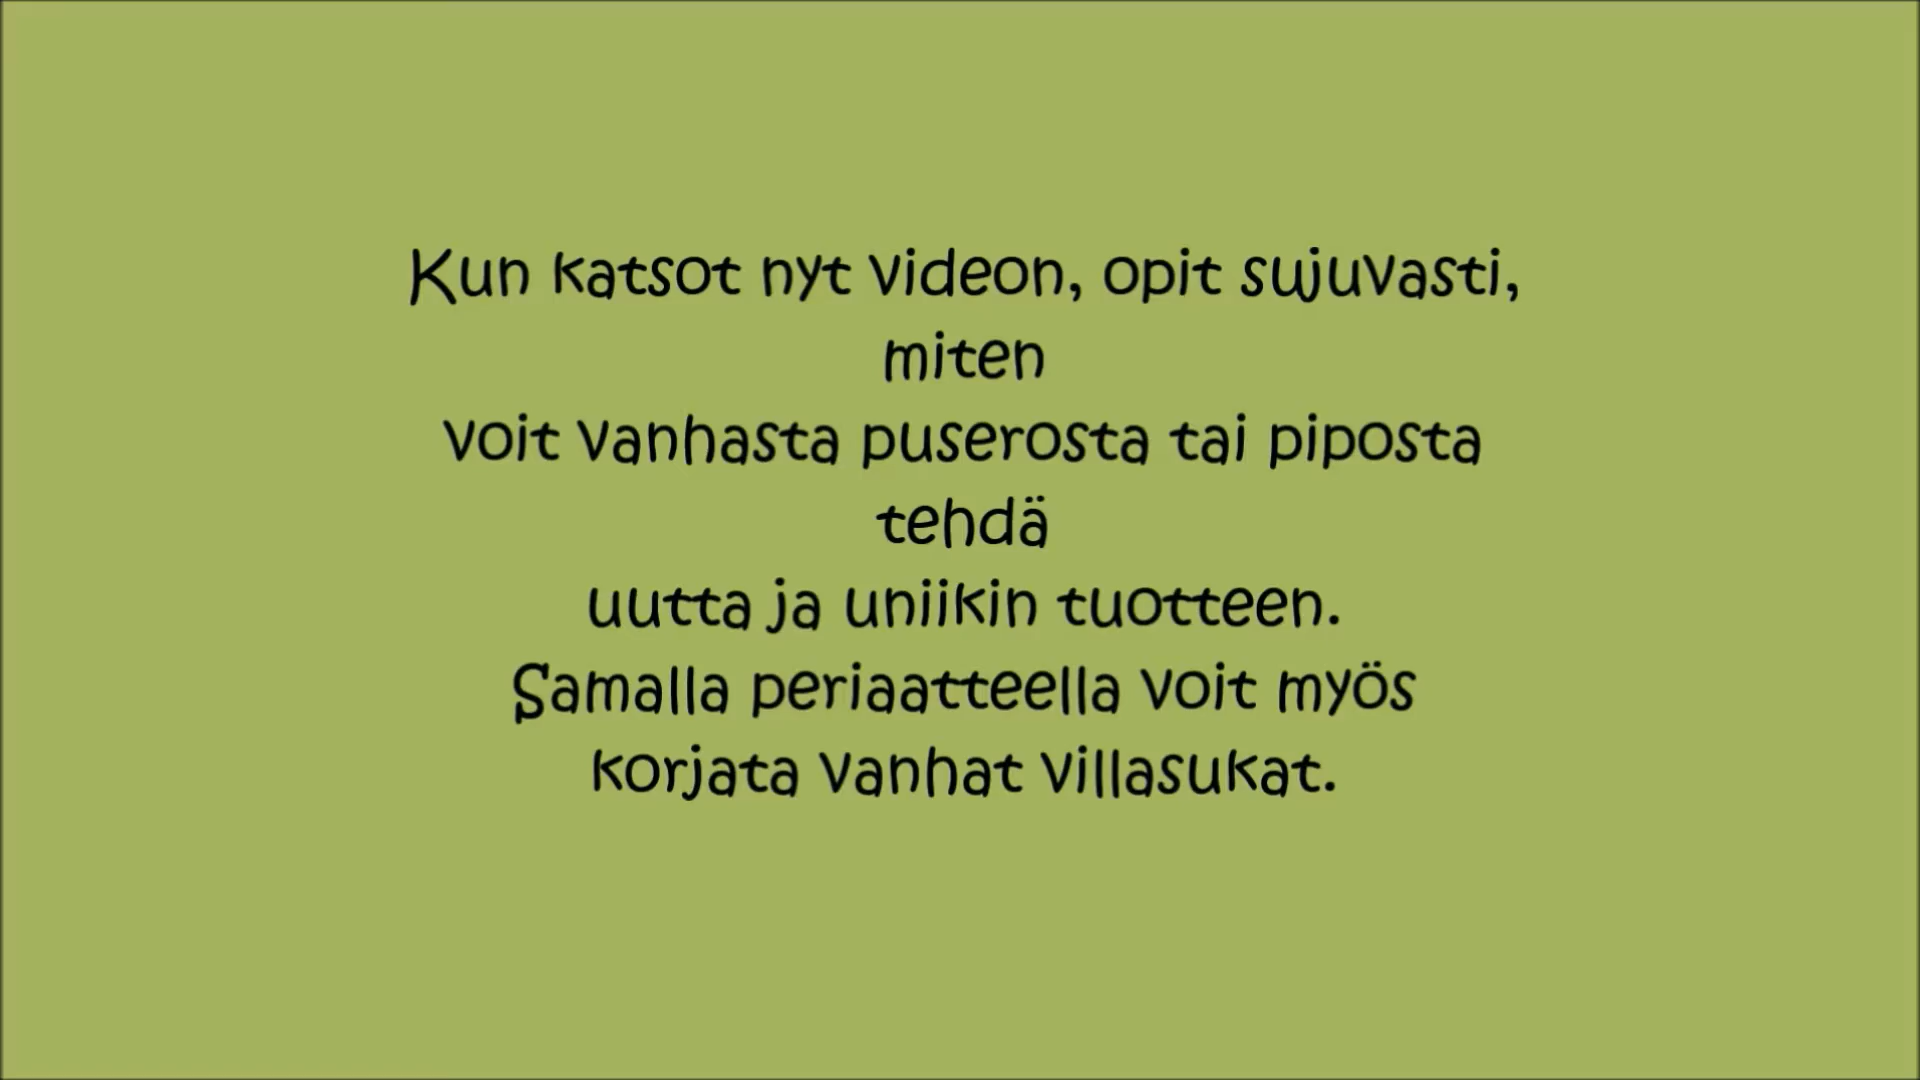 Kun katsot nyt videon, opit sujuvasti,
miten
voit vanhasta puserosta tai piposta
tehdä
uutta ja uniikin tuotteen.
Samalla periaatteella voit myös
korjata vanhat villasukat.